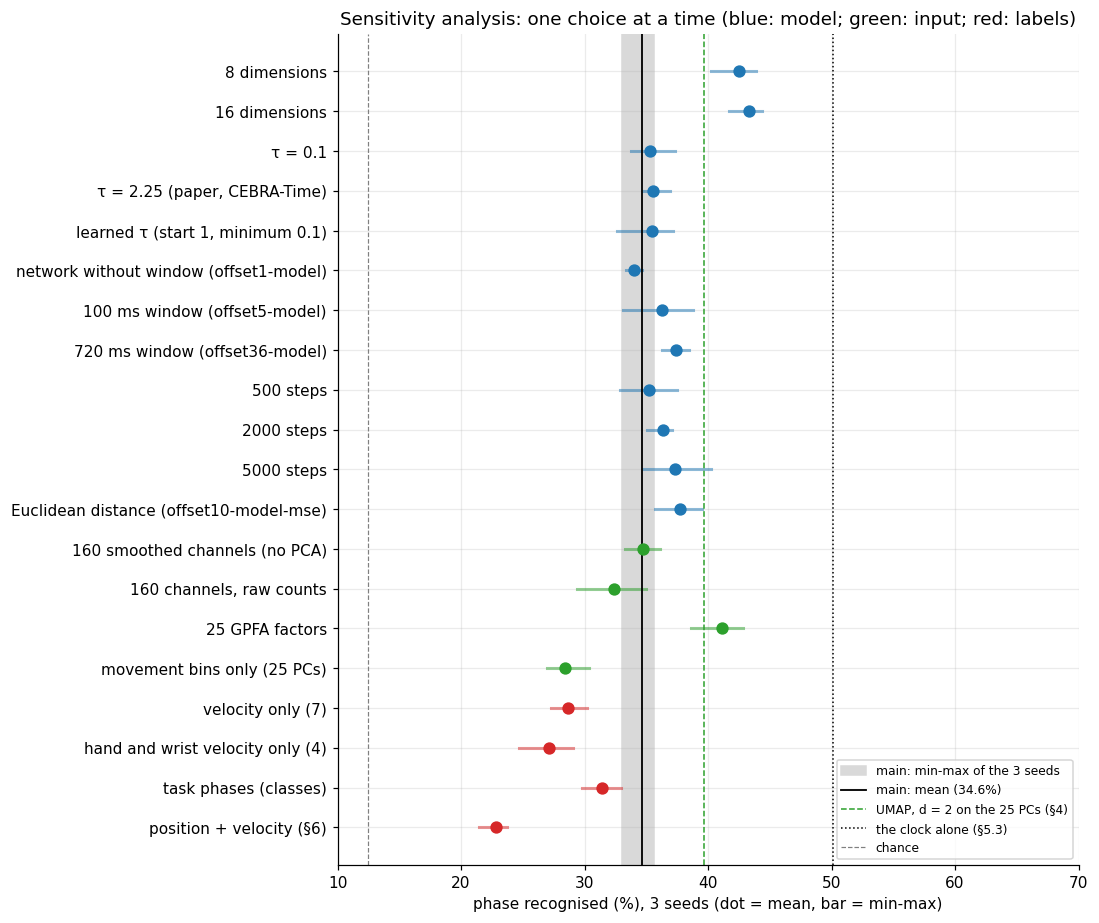 Sensitivity analysis: one choice at a time (blue: model; green: input; red: labels)
8 dimensions
16 dimensions
τ = 0.1
τ = 2.25 (paper, CEBRA-Time)
learned τ (start 1, minimum 0.1)
network without window (offset1-model)
100 ms window (offset5-model)
720 ms window (offset36-model)
500 steps
2000 steps
5000 steps
Euclidean distance (offset10-model-mse)
160 smoothed channels (no PCA)
160 channels, raw counts
25 GPFA factors
movement bins only (25 PCs)
velocity only (7)
hand and wrist velocity only (4)
task phases (classes)
position + velocity (§6)
main: min-max of the 3 seeds
main: mean (34.6%)
UMAP, d = 2 on the 25 PCs (§4)
the clock alone (§5.3)
chance
10 20 30 40 50 60 70
phase recognised (%), 3 seeds (dot = mean, bar = min-max)